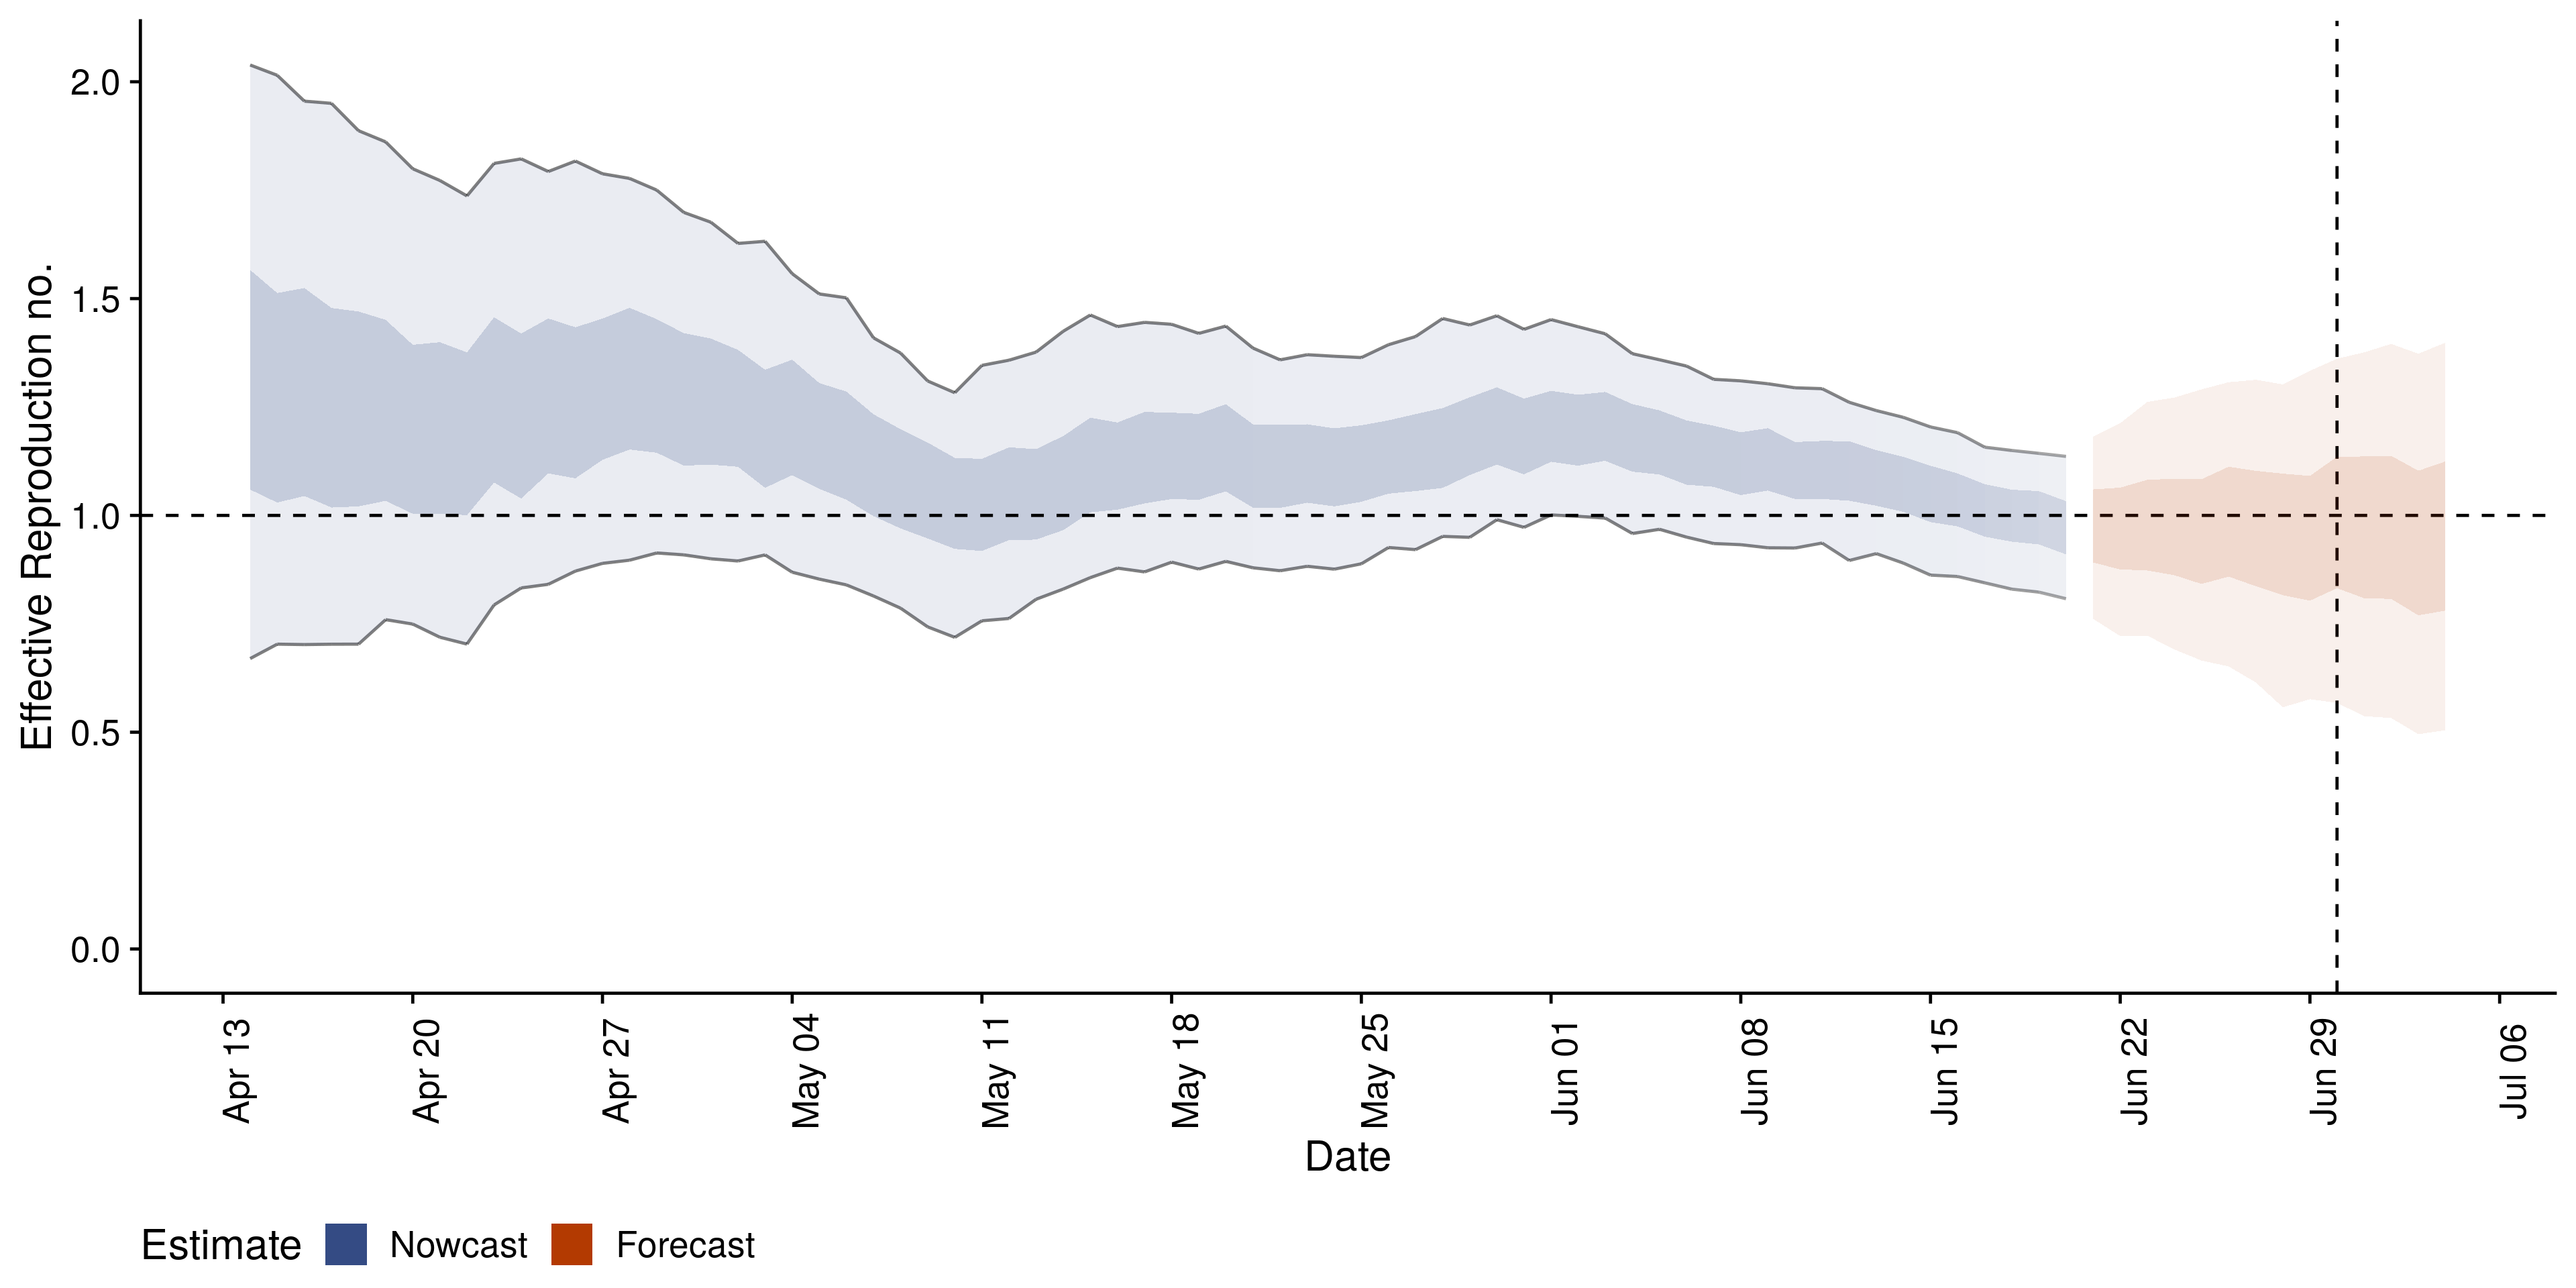 Effective Reproduction no.
2.0
1.5
1.0
0.5
0.0
Apr 13
Apr 20
Apr 27
May 04
May 11
May 18
May 25
Jun 01
Jun 08
Jun 15
Jun 22
Jun 29
Jul 06
Date
Estimate Nowcast Forecast